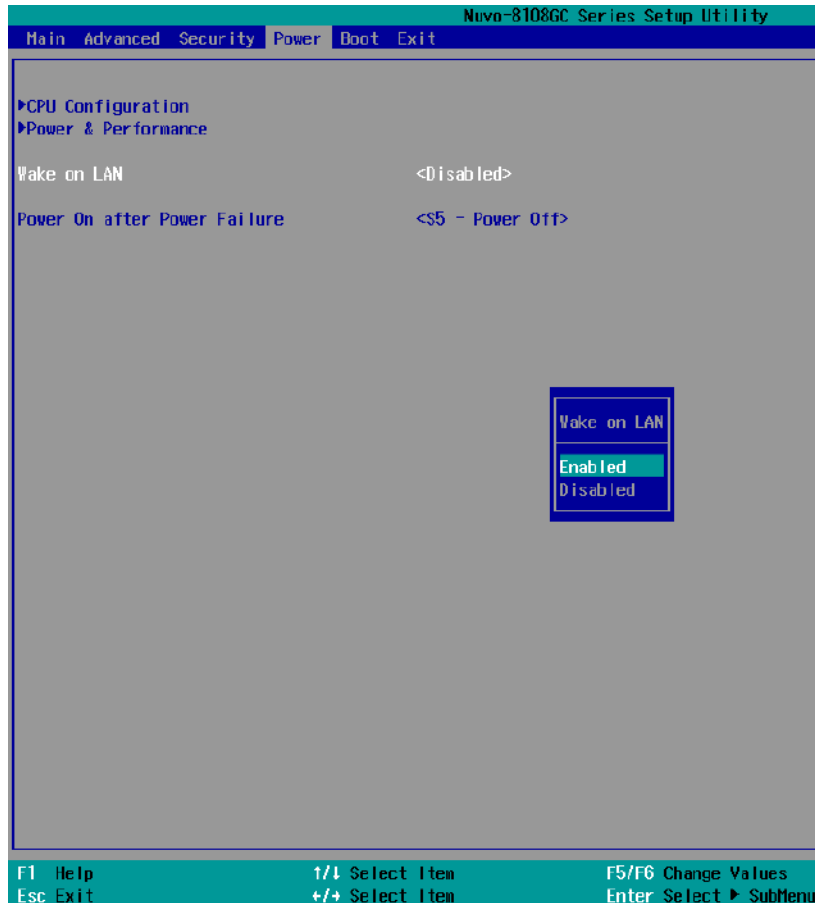 Nuvo-8108GC Series Setup Utility
Main Advanced Security Power Boot Exit
▶CPU Configuration
▶Power & Performance
Wake on LAN <Disabled>
Power On after Power Failure <S5 - Power Off>
Wake on LAN
Enabled
Disabled
F1 Help ↑/↓ Select Item F5/F6 Change Values
Esc Exit ←/→ Select Item Enter Select ▶ SubMenu